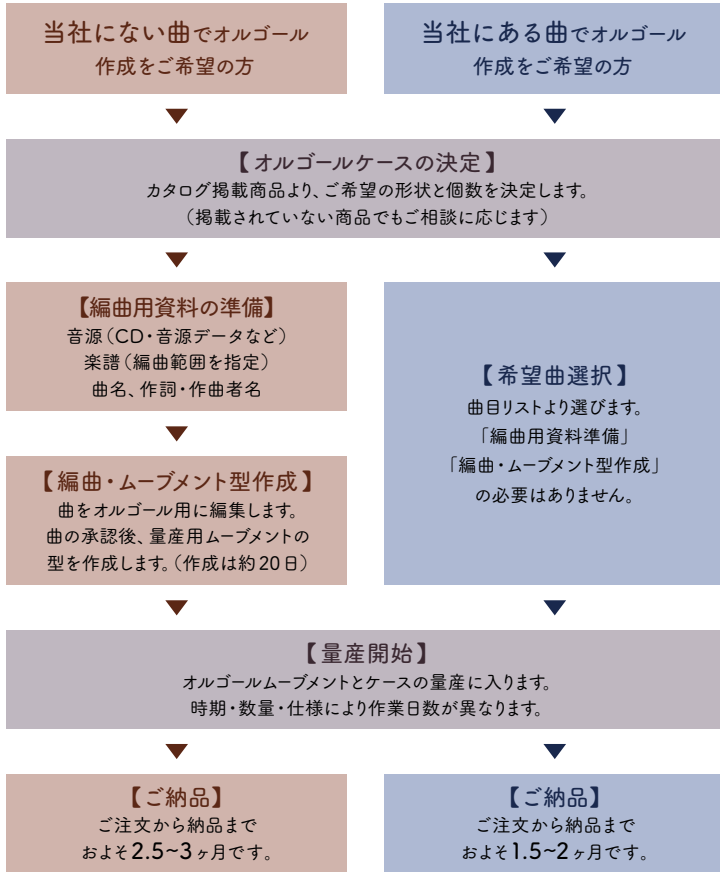 当社にない曲でオルゴール
作成をご希望の方
当社にある曲でオルゴール
作成をご希望の方
【オルゴールケースの決定】
カタログ掲載商品より、ご希望の形状と個数を決定します。
（掲載されていない商品でもご相談に応じます）
【編曲用資料の準備】
音源（CD・音源データなど）
楽譜（編曲範囲を指定）
曲名、作詞・作曲者名
【編曲・ムーブメント型作成】
曲をオルゴール用に編集します。
曲の承認後、量産用ムーブメントの
型を作成します。（作成は約20日）
【希望曲選択】
曲目リストより選びます。
「編曲用資料準備」
「編曲・ムーブメント型作成」
の必要はありません。
【量産開始】
オルゴールムーブメントとケースの量産に入ります。
時期・数量・仕様により作業日数が異なります。
【ご納品】
ご注文から納品まで
およそ2.5~3ヶ月です。
【ご納品】
ご注文から納品まで
およそ1.5~2ヶ月です。